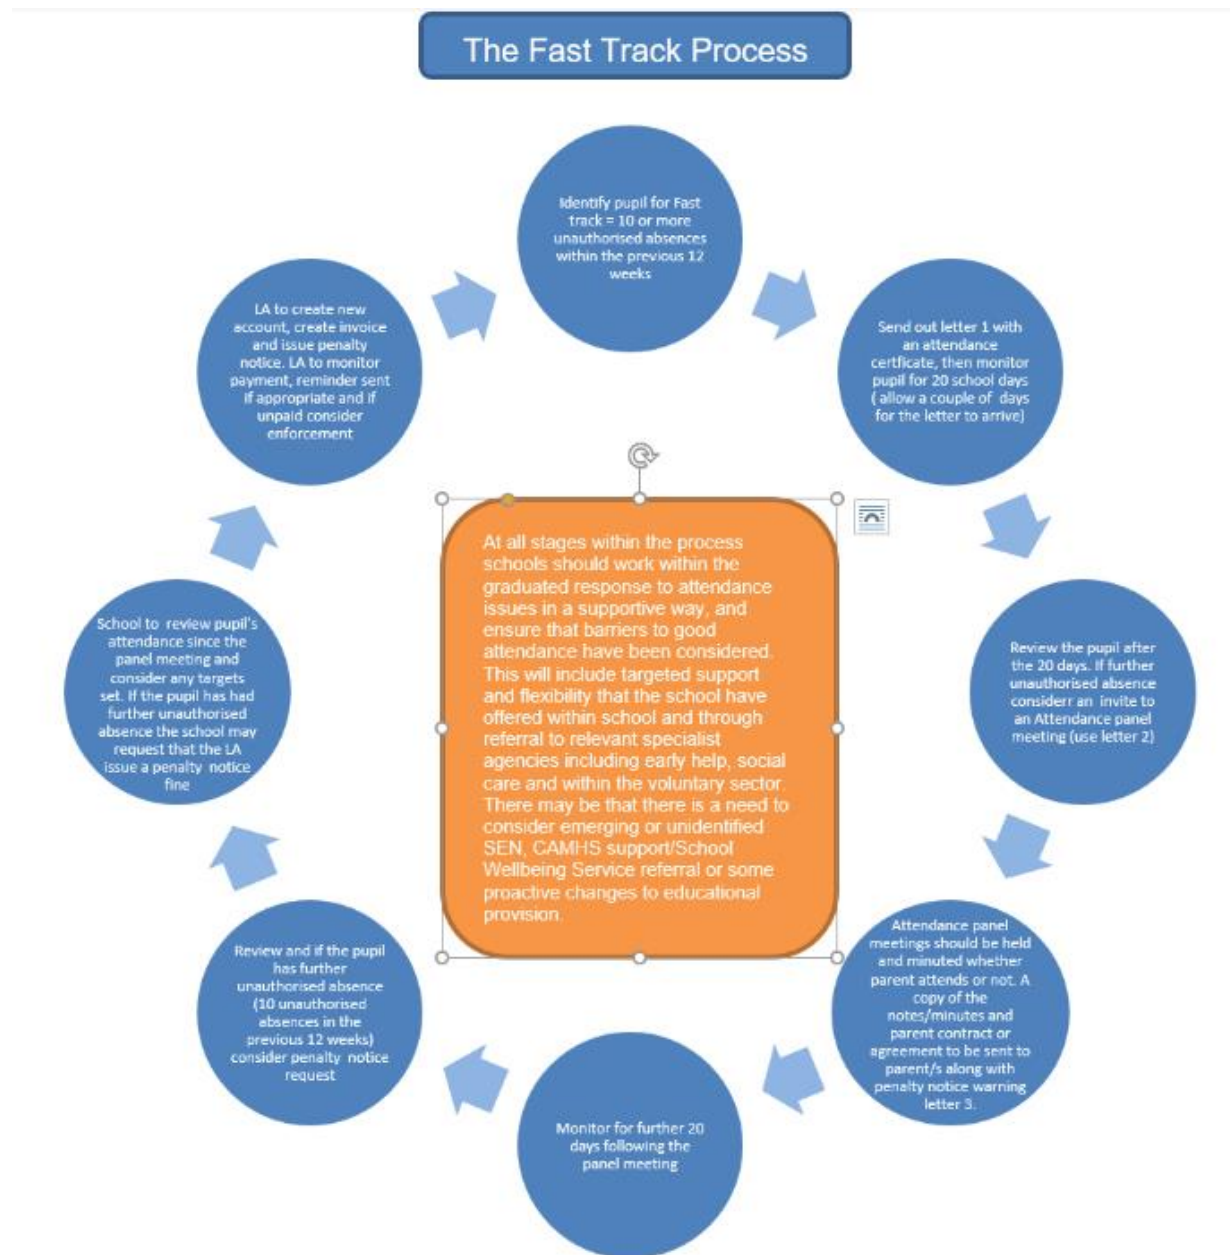 The Fast Track Process
Identify pupil for Fast
track = 10 or more
unauthorised absences
within the previous 12
weeks
Send out letter 1 with
an attendance
certficate, then monitor
pupil for 20 school days
( allow a couple of days
for the letter to arrive)
Review the pupil after
the 20 days. If further
unauthorised absence
considerr an invite to
an Attendance panel
meeting (use letter 2)
Attendance panel
meetings should be held
and minuted whether
parent attends or not. A
copy of the
notes/minutes and
parent contract or
agreement to be sent to
parent/s along with
penalty notice warning
letter 3.
Monitor for further 20
days following the
panel meeting
Review and if the pupil
has further
unauthorised absence
(10 unauthorised
absences in the
previous 12 weeks)
consider penalty notice
request
School to review pupil's
attendance since the
panel meeting and
consider any targets
set. If the pupil has had
further unauthorised
absence the school may
request that the LA
issue a penalty notice
fine
LA to create new
account, create invoice
and issue penalty
notice. LA to monitor
payment, reminder sent
if appropriate and if
unpaid consider
enforcement
At all stages within the process
schools should work within the
graduated response to attendance
issues in a supportive way, and
ensure that barriers to good
attendance have been considered.
This will include targeted support
and flexibility that the school have
offered within school and through
referral to relevant specialist
agencies including early help, social
care and within the voluntary sector.
There may be that there is a need to
consider emerging or unidentified
SEN, CAMHS support/School
Wellbeing Service referral or some
proactive changes to educational
provision.